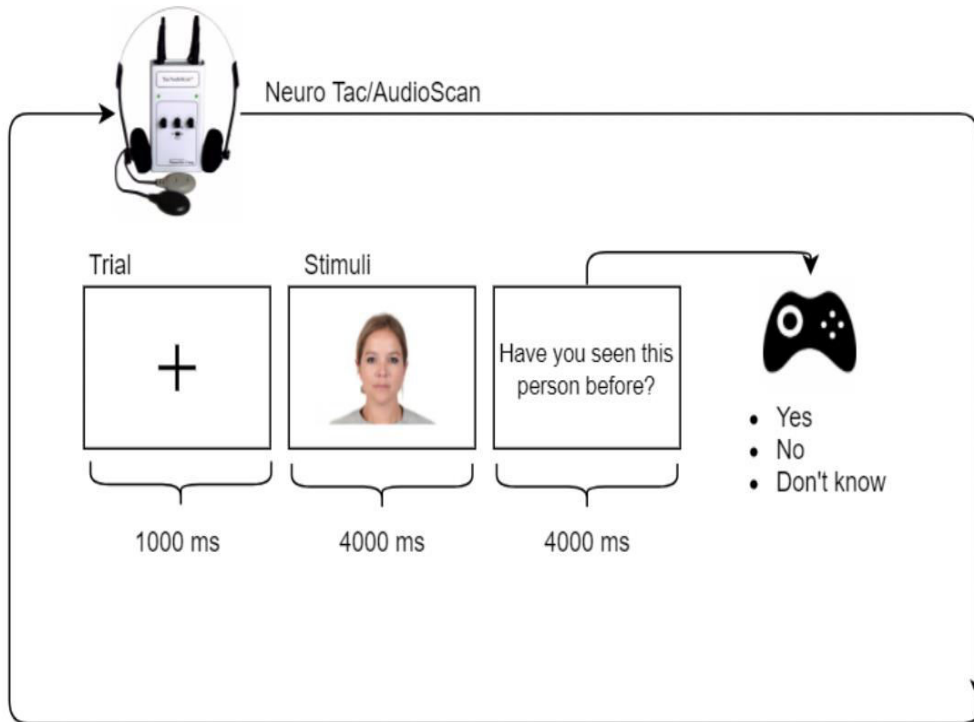 Neuro Tac/AudioScan
Trial
Stimuli
Have you seen this
person before?
• Yes
• No
• Don't know
1000 ms
4000 ms
4000 ms